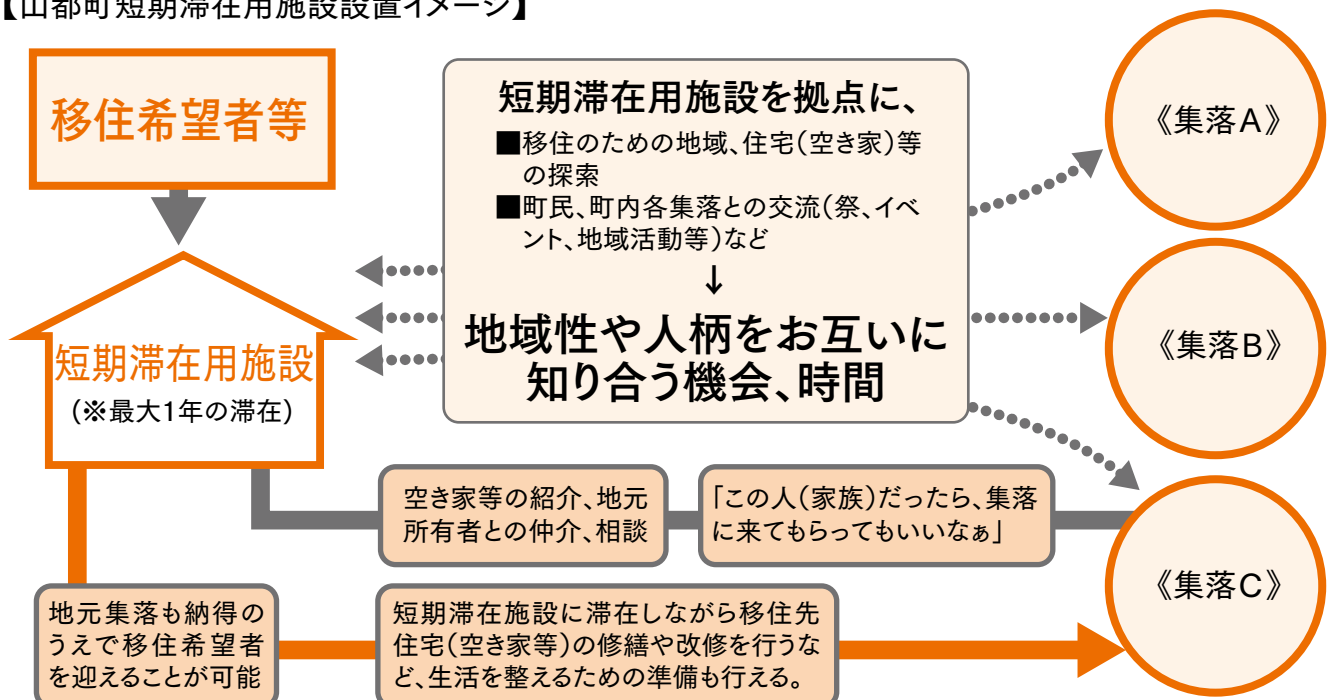 【山都町短期滞在用施設設置イメージ】
移住希望者等
短期滞在用施設を拠点に、
■移住のための地域、住宅(空き家)等
の探索
■町民、町内各集落との交流(祭、イベ
ント、地域活動等)など
↓
地域性や人柄をお互いに
知り合う機会、時間
《集落A》
《集落B》
《集落C》
短期滞在用施設
(※最大1年の滞在)
空き家等の紹介、地元
所有者との仲介、相談
「この人(家族)だったら、集落
に来てもらってもいいなぁ」
地元集落も納得の
うえで移住希望者
を迎えることが可能
短期滞在施設に滞在しながら移住先
住宅(空き家等)の修繕や改修を行うな
ど、生活を整えるための準備も行える。